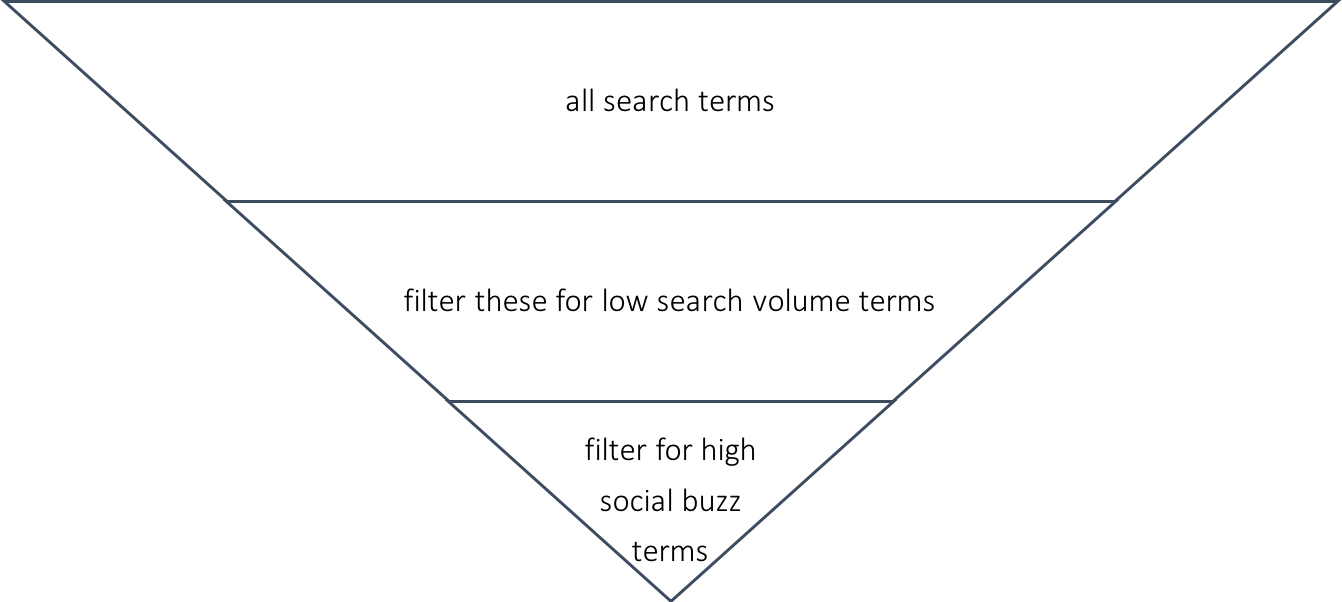 all search terms
filter these for low search volume terms
filter for high
social buzz
terms